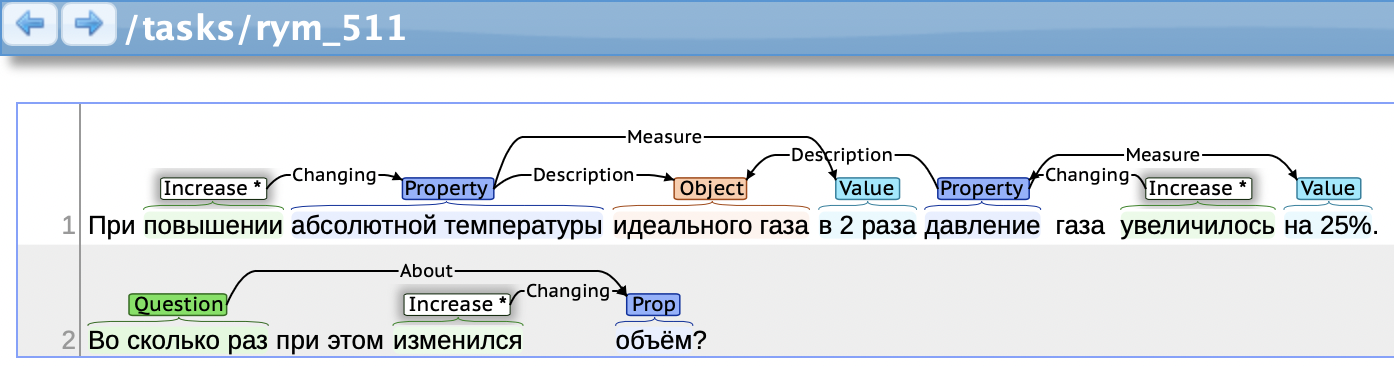 /tasks/rym_511
Measure
Changing Description Description Measure Changing
Increase * Property Object Value Property Increase * Value
1 При повышении абсолютной температуры идеального газа в 2 раза давление газа увеличилось на 25%.
About
Changing
Question Increase * Prop
2 Во сколько раз при этом изменился объём?